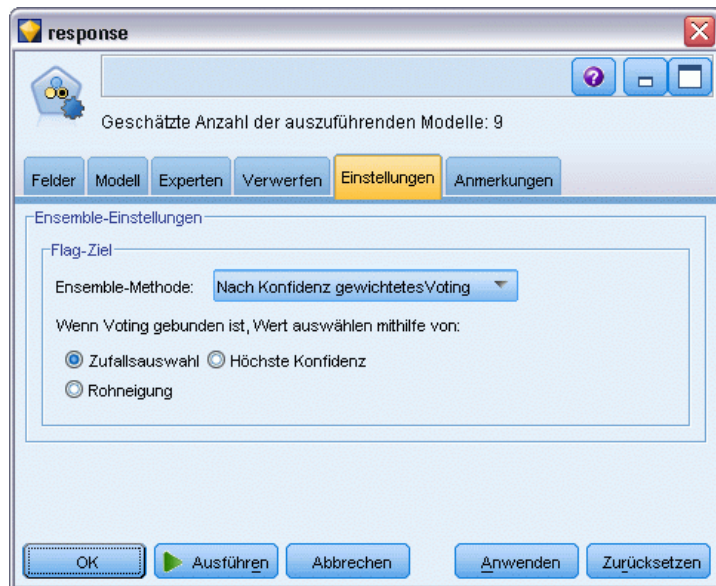 response
Geschätzte Anzahl der auszuführenden Modelle: 9
Felder Modell Experten Verwerfen Einstellungen Anmerkungen
Ensemble-Einstellungen
Flag-Ziel
Ensemble-Methode: Nach Konfidenz gewichtetesVoting
Wenn Voting gebunden ist, Wert auswählen mithilfe von:
Zufallsauswahl Höchste Konfidenz
Rohneigung
OK Ausführen Abbrechen Anwenden Zurücksetzen